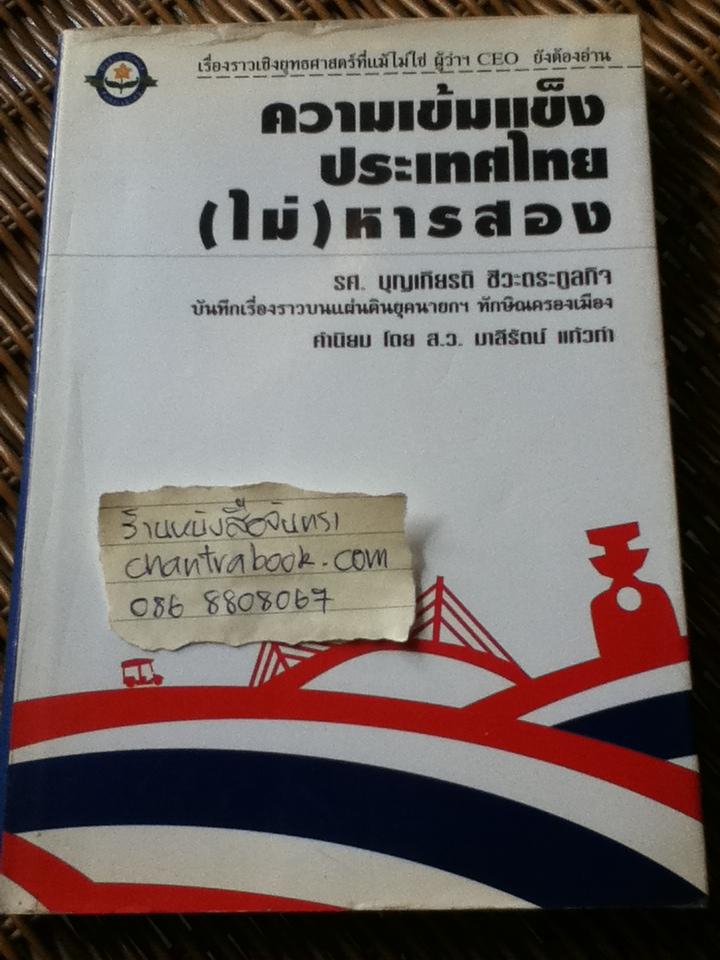 เรื่องราวเชิงยุทธศาสตร์ที่แม้ไม่ใช่ ผู้ว่าฯ CEO ยังต้องอ่าน
ความเข้มแข็ง
ประเทศไทย
(ไม่) หารสอง
รศ. บุญเกียรติ ชีวะตระกูลกิจ
บันทึกเรื่องราวบนแผ่นดินยุคนายกฯ ทักษิณครองเมือง
คำนิยม โดย ส.ว. มาลีรัตน์ แก้วก่า
ร้านหนังสือจันทรา
chantrabook.com
086 8808067